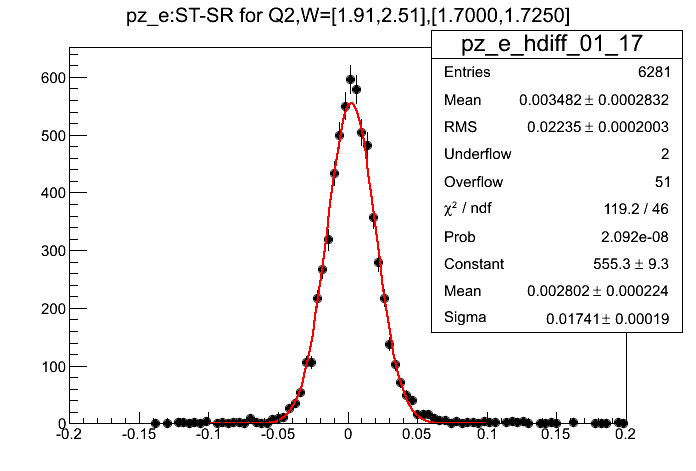 pz_e:ST-SR for Q2,W=[1.91,2.51],[1.7000,1.7250]
pz_e_hdiff_01_17
Entries 6281
Mean 0.003482 ± 0.0002832
RMS 0.02235 ± 0.0002003
Underflow 2
Overflow 51
χ² / ndf 119.2 / 46
Prob 2.092e-08
Constant 555.3 ± 9.3
Mean 0.002802 ± 0.000224
Sigma 0.01741 ± 0.00019
600
500
400
300
200
100
0
-0.2 -0.15 -0.1 -0.05 0 0.05 0.1 0.15 0.2